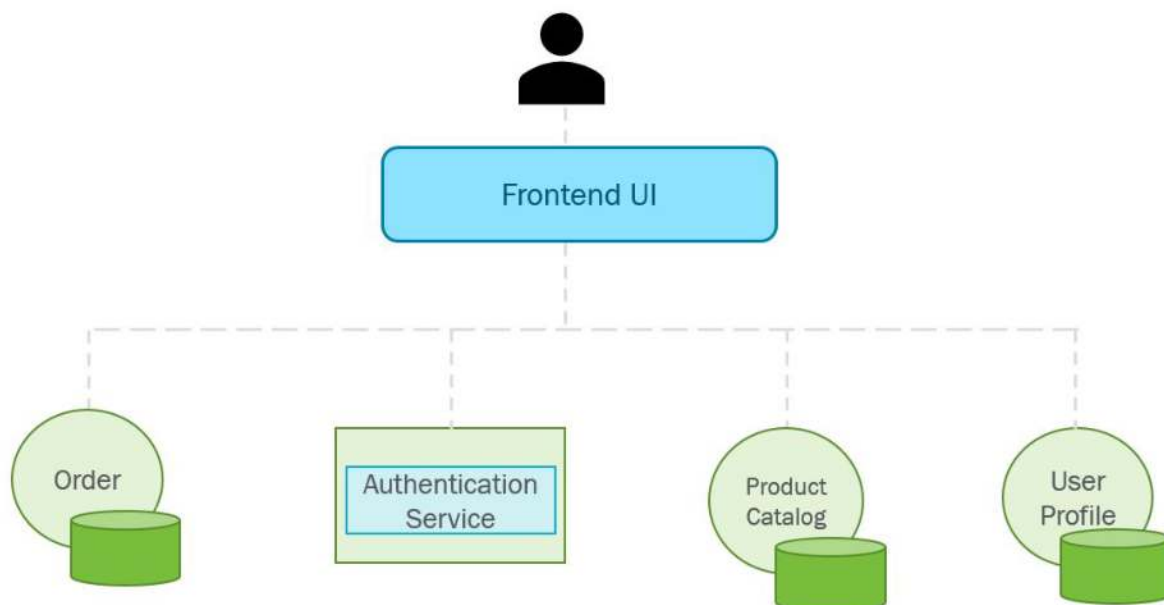 Frontend UI
Order
Authentication
Service
Product
Catalog
User
Profile